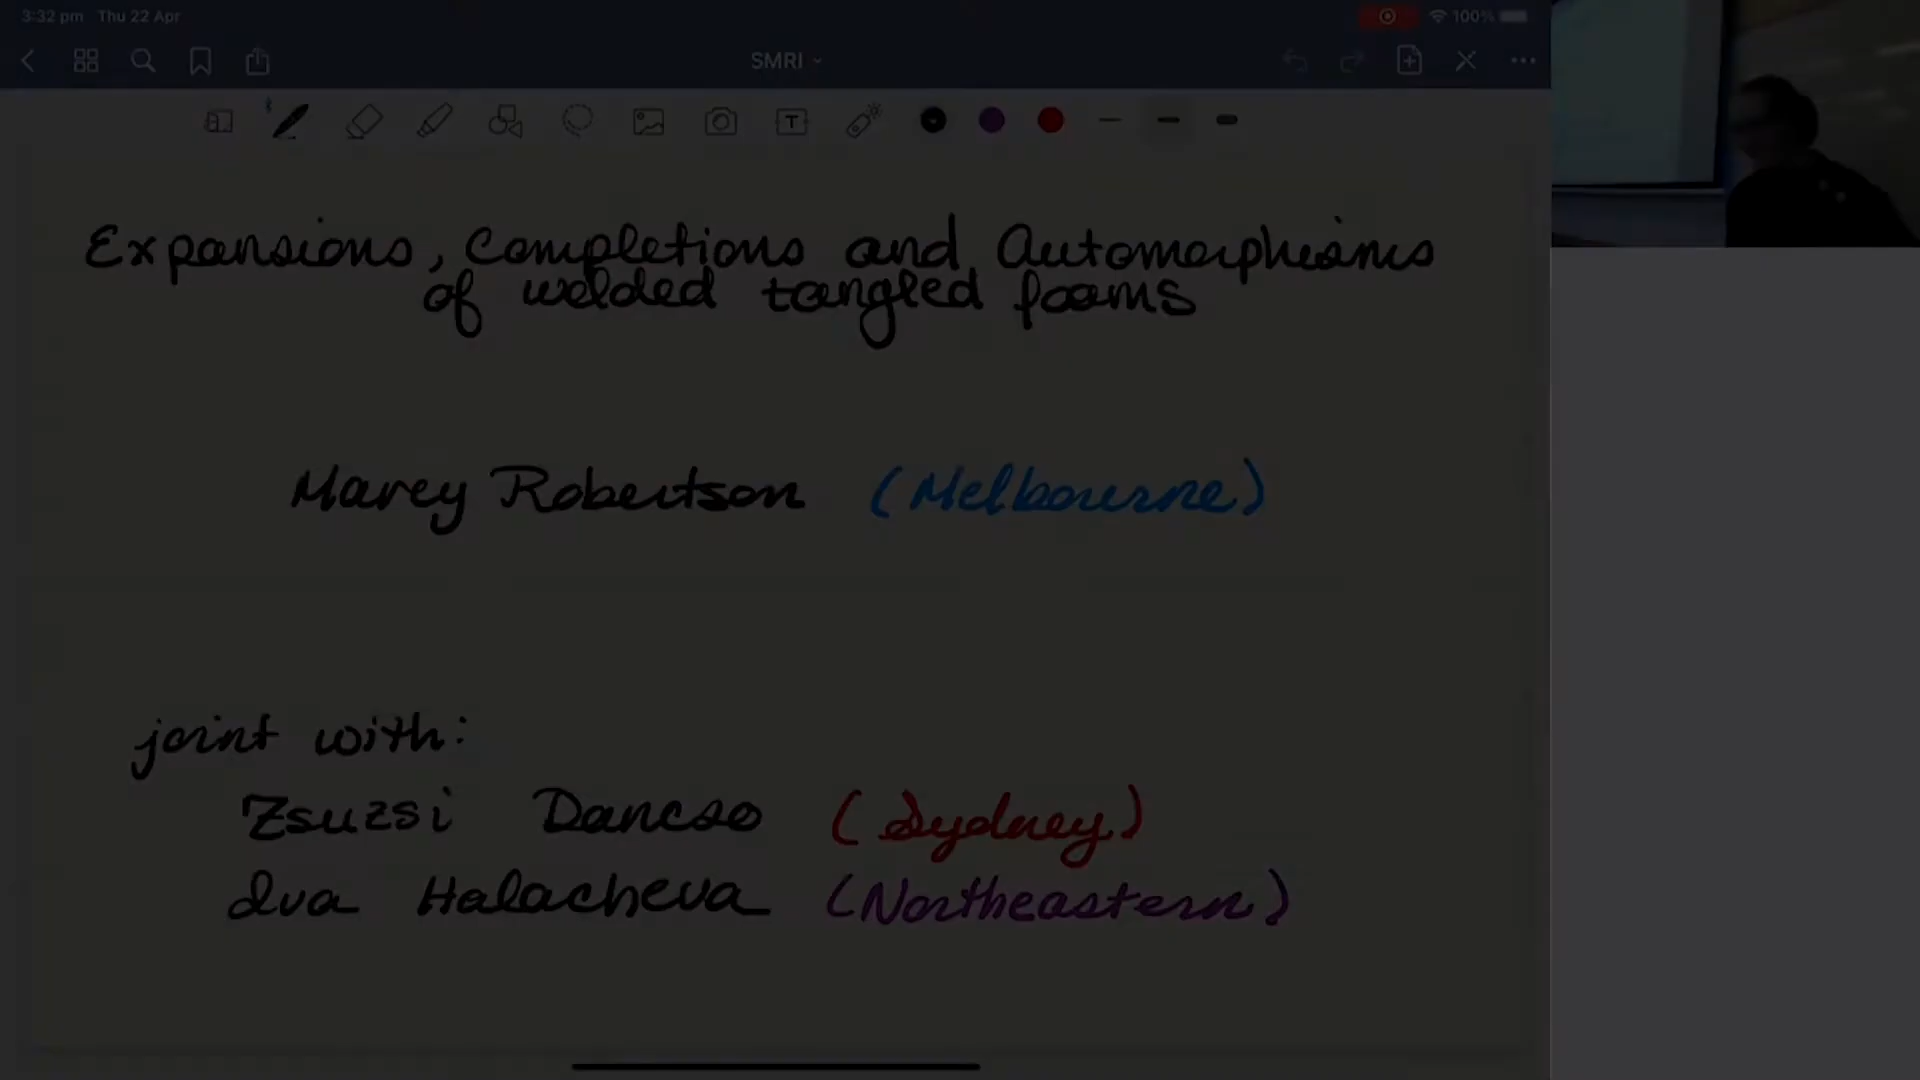 3:32 pm Thu 22 Apr
100%
SMRI
T
Expansions, Completions and Automorphisms
of welded tangled foams
Marcy Robertson (Melbourne)
joint with:
Zsuzsi Dancso (Sydney)
Iva Halacheva (Northeastern)